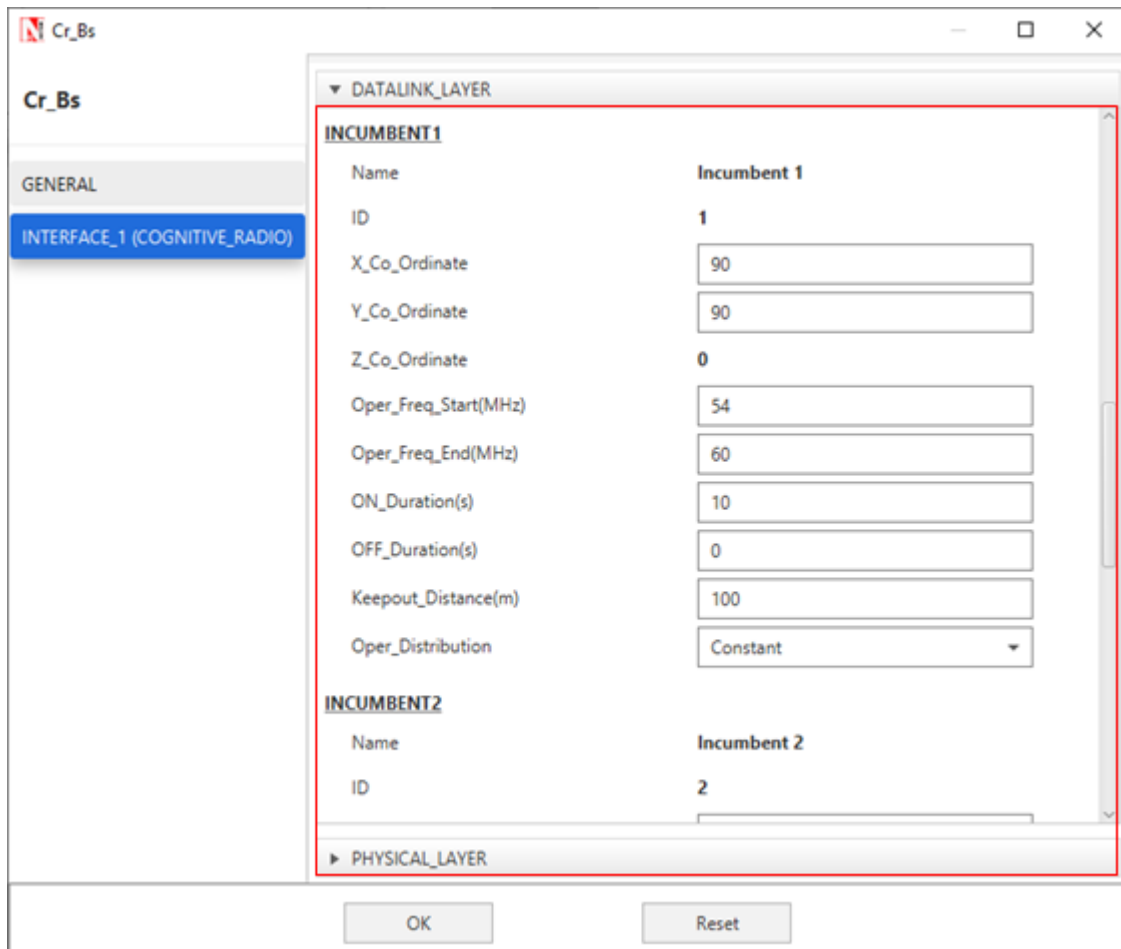 Cr_Bs
Cr_Bs
GENERAL
INTERFACE_1 (COGNITIVE_RADIO)
DATALINK_LAYER
INCUMBENT1
Name Incumbent 1
ID 1
X_Co_Ordinate 90
Y_Co_Ordinate 90
Z_Co_Ordinate 0
Oper_Freq_Start(MHz) 54
Oper_Freq_End(MHz) 60
ON_Duration(s) 10
OFF_Duration(s) 0
Keepout_Distance(m) 100
Oper_Distribution Constant
INCUMBENT2
Name Incumbent 2
ID 2
PHYSICAL_LAYER
OK Reset